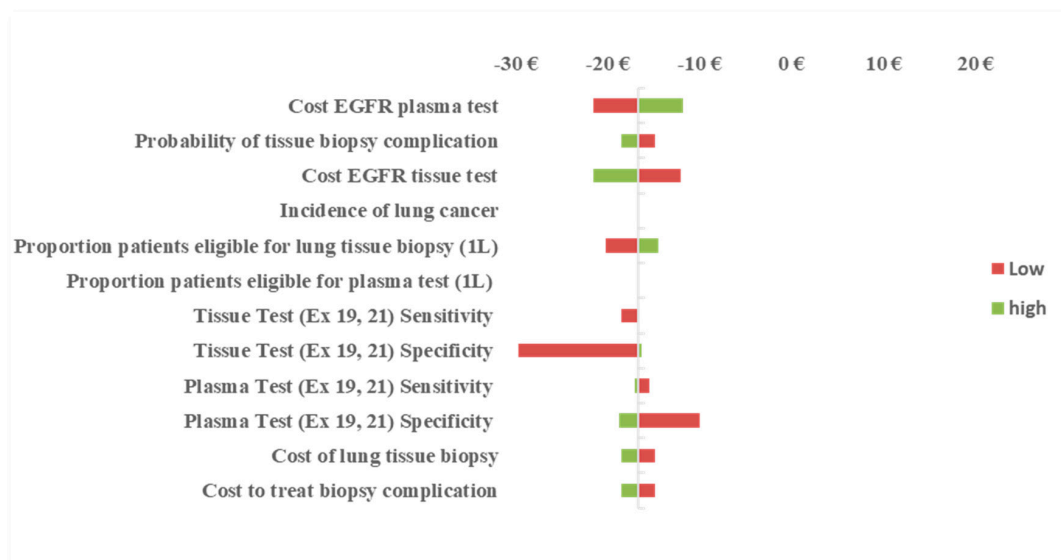 -30 € -20 € -10 € 0 € 10 € 20 €
Cost EGFR plasma test
Probability of tissue biopsy complication
Cost EGFR tissue test
Incidence of lung cancer
Proportion patients eligible for lung tissue biopsy (1L)
Proportion patients eligible for plasma test (1L)
Tissue Test (Ex 19, 21) Sensitivity
Tissue Test (Ex 19, 21) Specificity
Plasma Test (Ex 19, 21) Sensitivity
Plasma Test (Ex 19, 21) Specificity
Cost of lung tissue biopsy
Cost to treat biopsy complication
Low
high